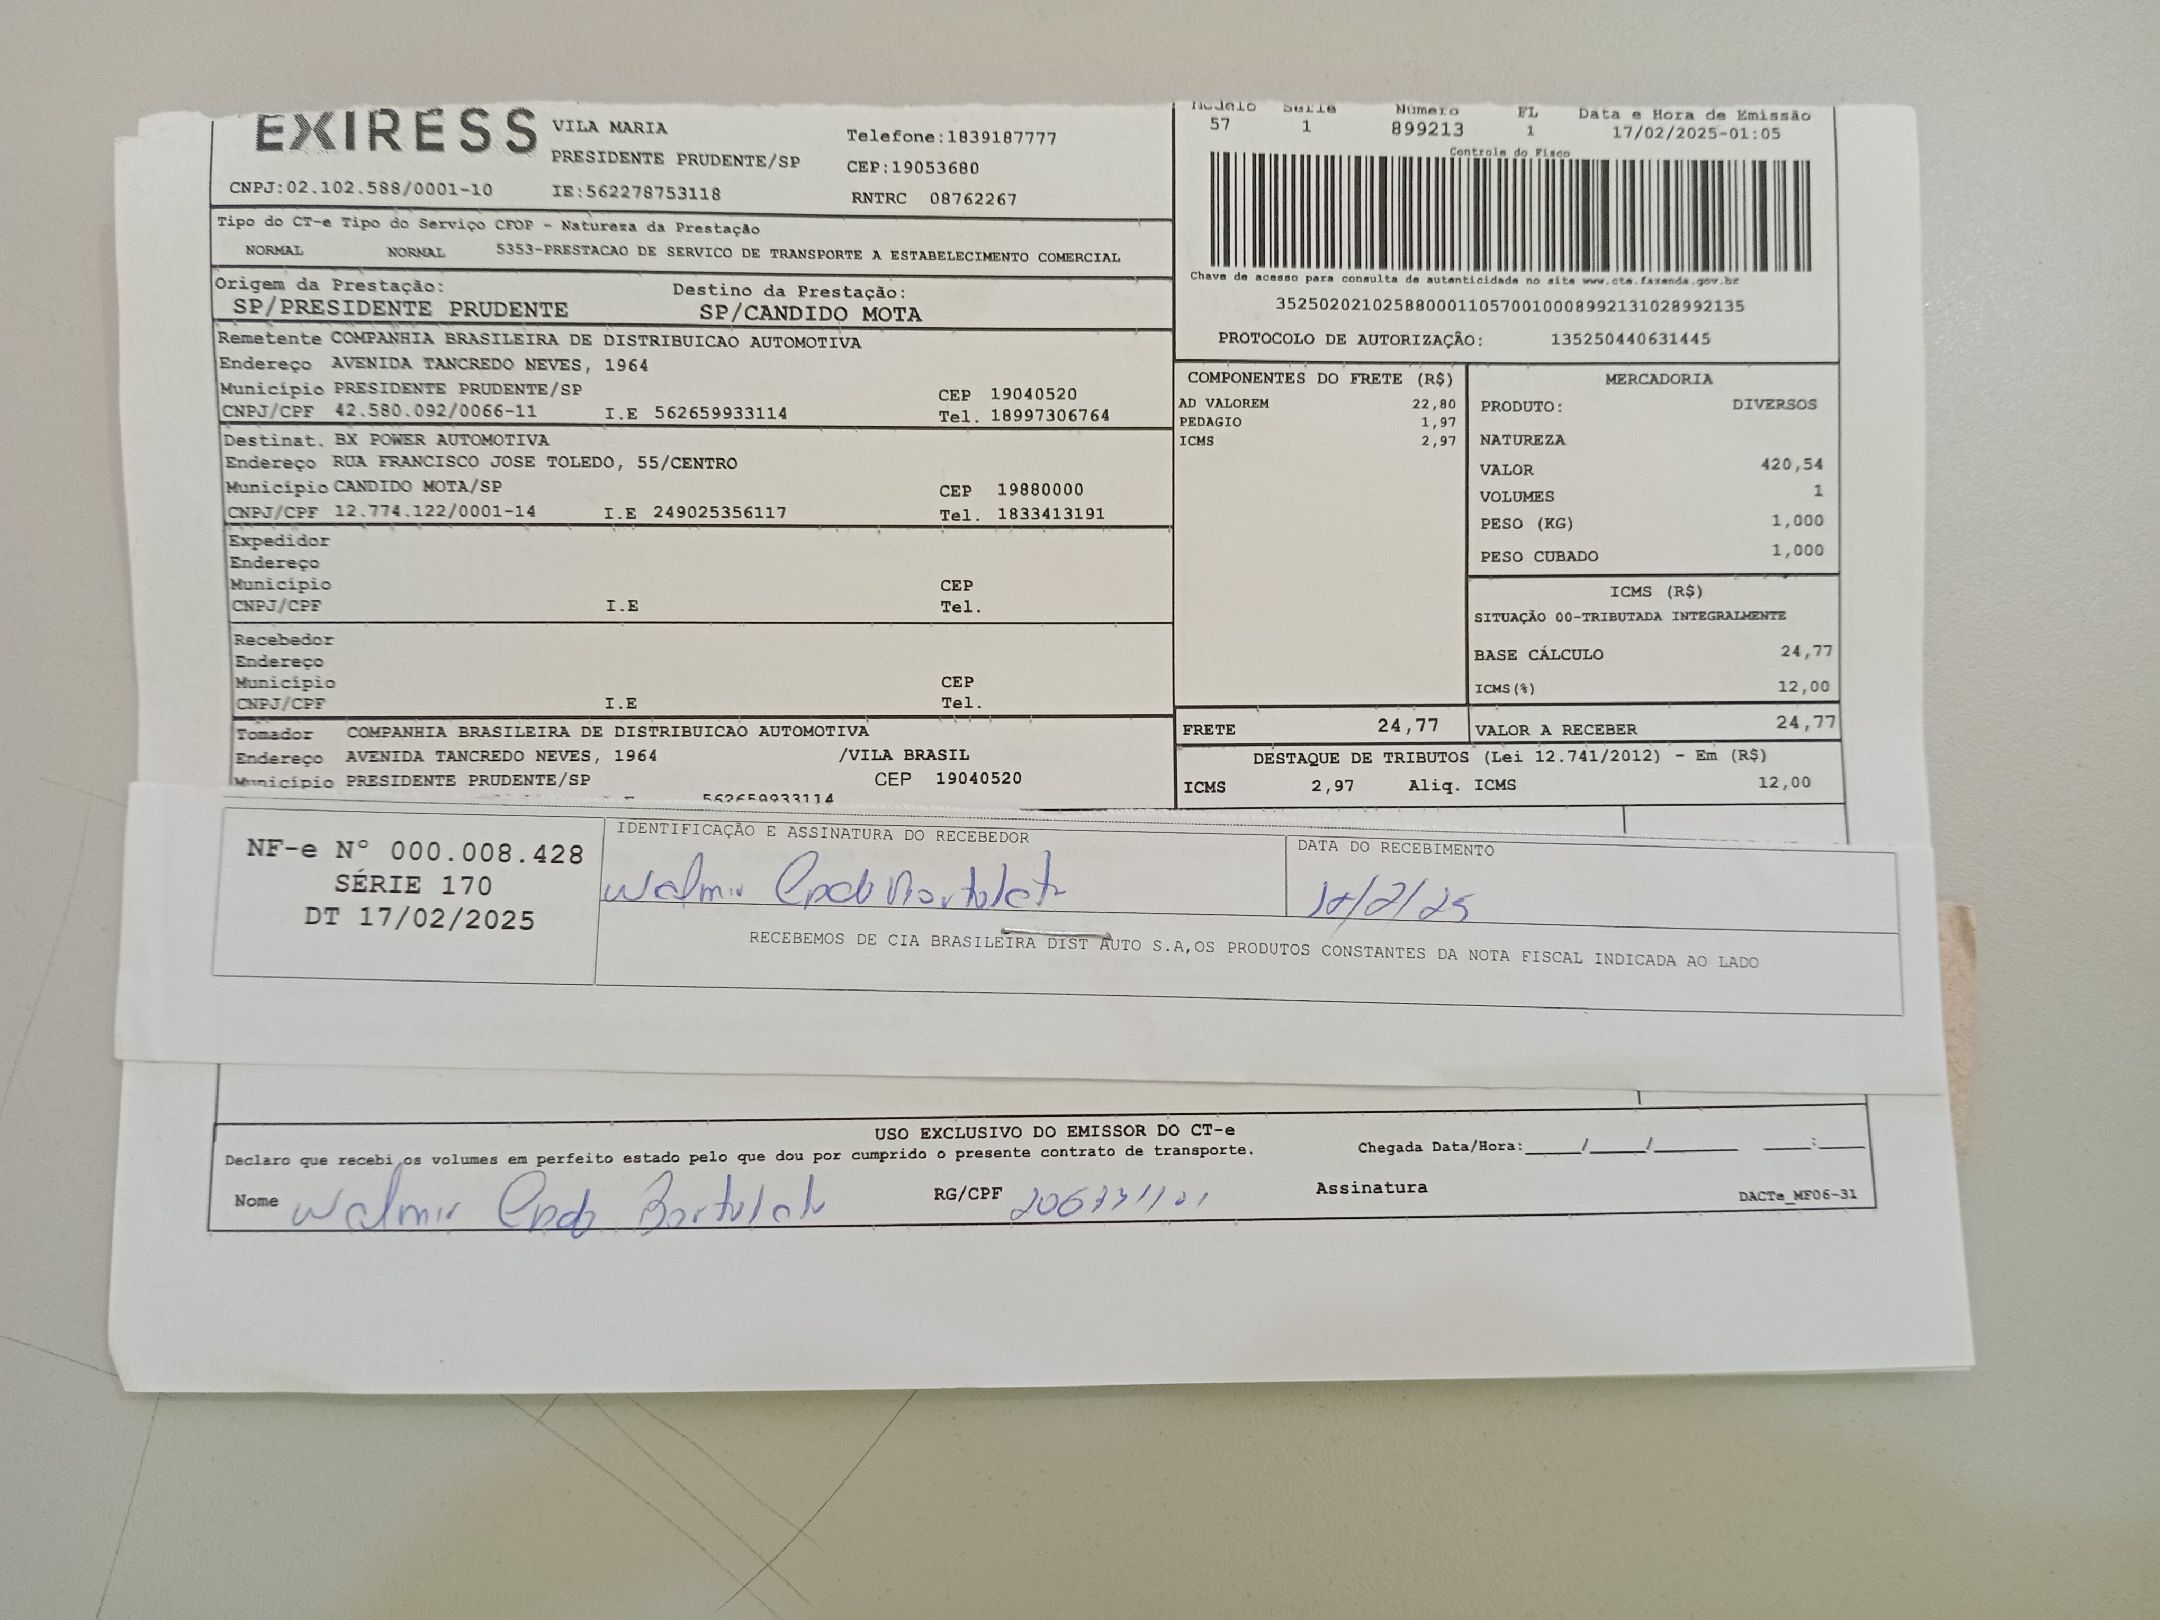 EXIRESS
VILA MARIA
PRESIDENTE PRUDENTE/SP
Telefone:1839187777
CEP:19053680
CNPJ:02.102.588/0001-10 IE:562278753118 RNTRC 08762267
Modelo Série Número FL Data e Hora de Emissão
57 1 899213 1 17/02/2025-01:05
Controle do Fisco
Tipo do CT-e Tipo do Serviço CFOP - Natureza da Prestação
NORMAL NORMAL 5353-PRESTACAO DE SERVICO DE TRANSPORTE A ESTABELECIMENTO COMERCIAL
Chave de acesso para consulta de autenticidade no site www.cte.fazenda.gov.br
35250202102588000110570010008992131028992135
PROTOCOLO DE AUTORIZAÇÃO: 135250440631445
Origem da Prestação: Destino da Prestação:
SP/PRESIDENTE PRUDENTE SP/CANDIDO MOTA
Remetente COMPANHIA BRASILEIRA DE DISTRIBUICAO AUTOMOTIVA
Endereço AVENIDA TANCREDO NEVES, 1964
Município PRESIDENTE PRUDENTE/SP CEP 19040520
CNPJ/CPF 42.580.092/0066-11 I.E 562659933114 Tel. 18997306764
Destinat. BX POWER AUTOMOTIVA
Endereço RUA FRANCISCO JOSE TOLEDO, 55/CENTRO
Município CANDIDO MOTA/SP CEP 19880000
CNPJ/CPF 12.774.122/0001-14 I.E 249025356117 Tel. 1833413191
Expedidor
Endereço
Município CEP
CNPJ/CPF I.E Tel.
Recebedor
Endereço
Município CEP
CNPJ/CPF I.E Tel.
Tomador COMPANHIA BRASILEIRA DE DISTRIBUICAO AUTOMOTIVA
Endereço AVENIDA TANCREDO NEVES, 1964 /VILA BRASIL
Município PRESIDENTE PRUDENTE/SP CEP 19040520
562659933114
COMPONENTES DO FRETE (R$)
AD VALOREM 22,80
PEDAGIO 1,97
ICMS 2,97
MERCADORIA
PRODUTO: DIVERSOS
NATUREZA
VALOR 420,54
VOLUMES 1
PESO (KG) 1,000
PESO CUBADO 1,000
ICMS (R$)
SITUAÇÃO 00-TRIBUTADA INTEGRALMENTE
BASE CÁLCULO 24,77
ICMS(%) 12,00
FRETE 24,77 VALOR A RECEBER 24,77
DESTAQUE DE TRIBUTOS (Lei 12.741/2012) - Em (R$)
ICMS 2,97 Aliq. ICMS 12,00
NF-e Nº 000.008.428
SÉRIE 170
DT 17/02/2025
IDENTIFICAÇÃO E ASSINATURA DO RECEBEDOR
Walmir
DATA DO RECEBIMENTO
RECEBEMOS DE CIA BRASILEIRA DIST AUTO S.A,OS PRODUTOS CONSTANTES DA NOTA FISCAL INDICADA AO LADO
USO EXCLUSIVO DO EMISSOR DO CT-e
Declaro que recebi os volumes em perfeito estado pelo que dou por cumprido o presente contrato de transporte. Chegada Data/Hora:____/____/______ ____:____
Nome Walmir RG/CPF Assinatura DACTe_MF06-31